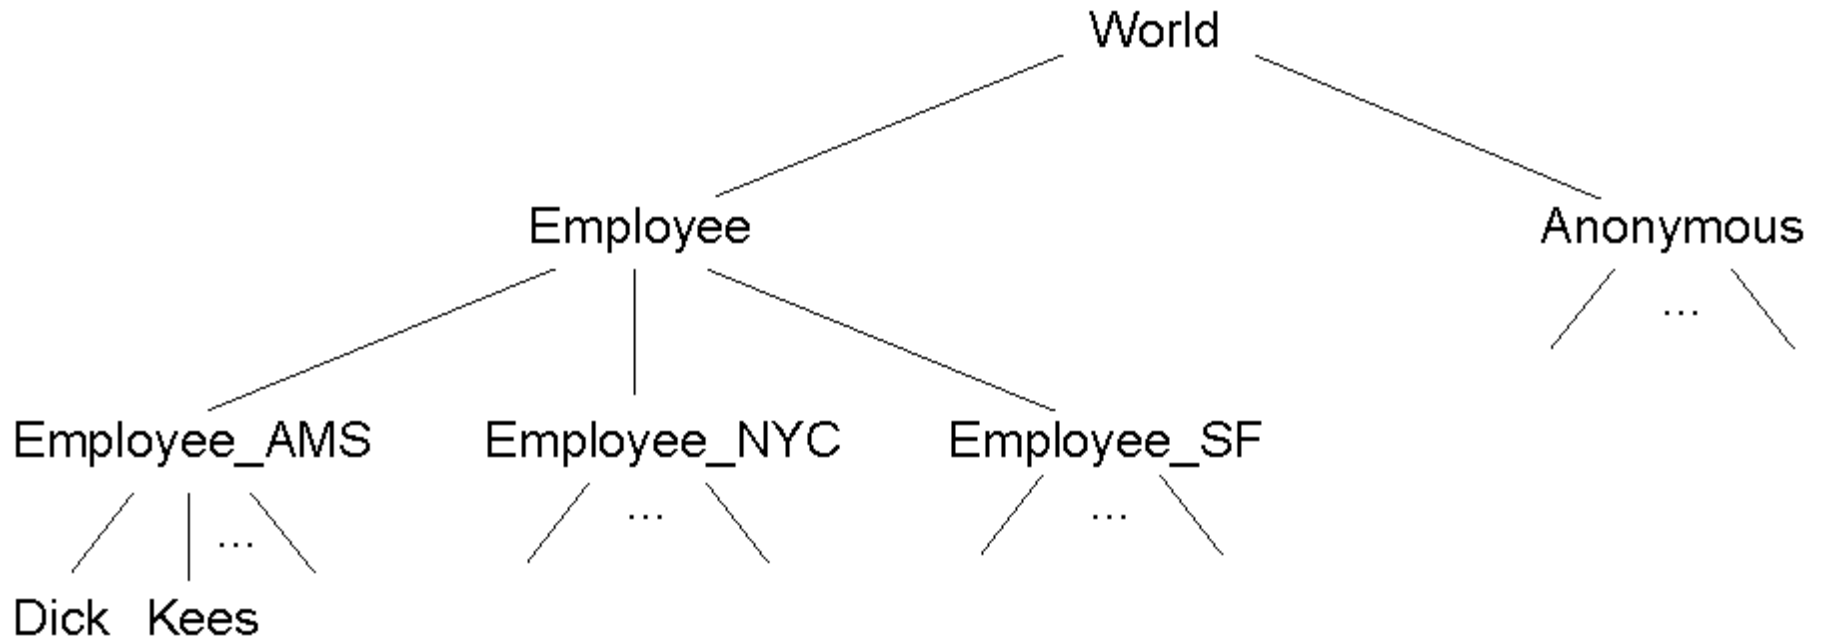 World
Employee
Anonymous
...
Employee_AMS
Employee_NYC
Employee_SF
...
...
...
Dick
Kees